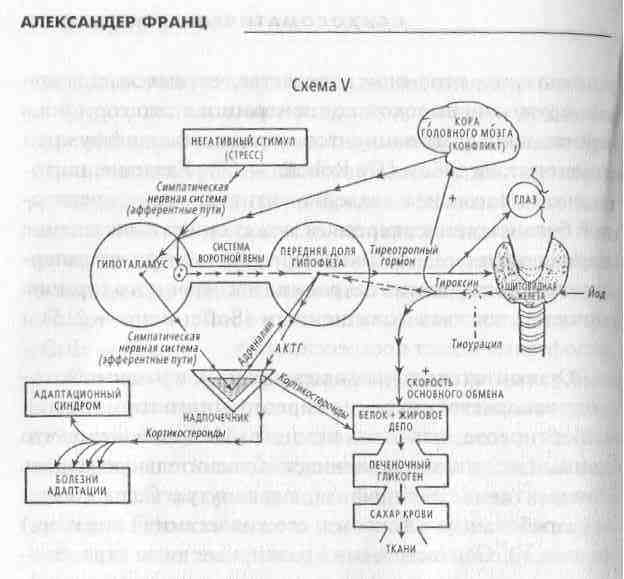 АЛЕКСАНДЕР ФРАНЦ
Схема V
НЕГАТИВНЫЙ СТИМУЛ
(СТРЕСС)
КОРА
ГОЛОВНОГО МОЗГА
(КОНФЛИКТ)
Симпатическая
нервная система
(афферентные пути)
ГЛАЗ
ГИПОТАЛАМУС
СИСТЕМА
ВОРОТНОЙ ВЕНЫ
ПЕРЕДНЯЯ ДОЛЯ
ГИПОФИЗА
Тиреотропный
гормон
Тироксин
ЩИТОВИДНАЯ
ЖЕЛЕЗА
Йод
Симпатическая
нервная система
(эфферентные пути)
Адреналин
АКТГ
Тиоурацил
+
СКОРОСТЬ
ОСНОВНОГО ОБМЕНА
АДАПТАЦИОННЫЙ
СИНДРОМ
НАДПОЧЕЧНИК
Кортикостероиды
Кортикостероиды
БЕЛОК + ЖИРОВОЕ
ДЕПО
БОЛЕЗНИ
АДАПТАЦИИ
ПЕЧЕНОЧНЫЙ
ГЛИКОГЕН
САХАР КРОВИ
ТКАНИ